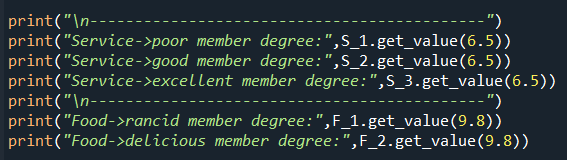 print("\n----------------------------------------")
print("Service->poor member degree:",S_1.get_value(6.5))
print("Service->good member degree:",S_2.get_value(6.5))
print("Service->excellent member degree:",S_3.get_value(6.5))
print("\n----------------------------------------")
print("Food->rancid member degree:",F_1.get_value(9.8))
print("Food->delicious member degree:",F_2.get_value(9.8))